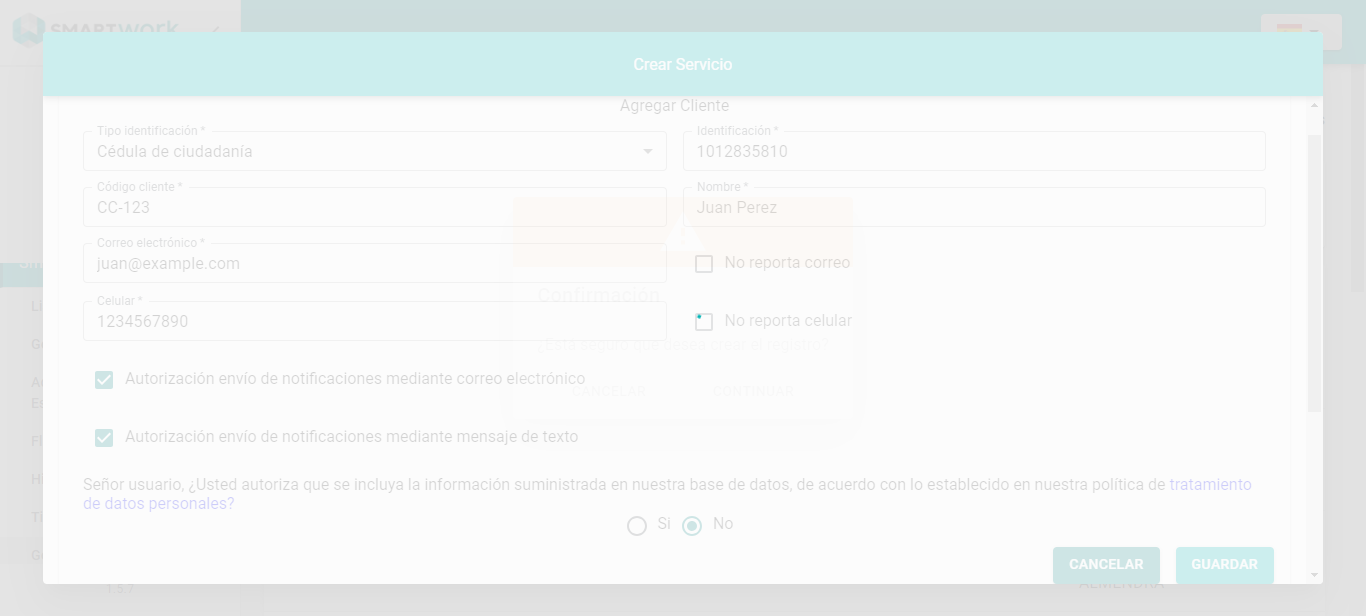 SMARTWORK
Crear Servicio
Agregar Cliente
Tipo identificación *
Cédula de ciudadanía
Identificación *
1012835810
Código cliente *
CC-123
Nombre *
Juan Perez
Correo electrónico *
juan@example.com
No reporta correo
Confirmación
Celular *
1234567890
No reporta celular
¿Está seguro que desea crear el registro?
Autorización envío de notificaciones mediante correo electrónico
CANCELAR
CONTINUAR
Autorización envío de notificaciones mediante mensaje de texto
Señor usuario, ¿Usted autoriza que se incluya la información suministrada en nuestra base de datos, de acuerdo con lo establecido en nuestra política de tratamiento
de datos personales?
Si
No
CANCELAR
GUARDAR
1.5.7
ALMENDRA